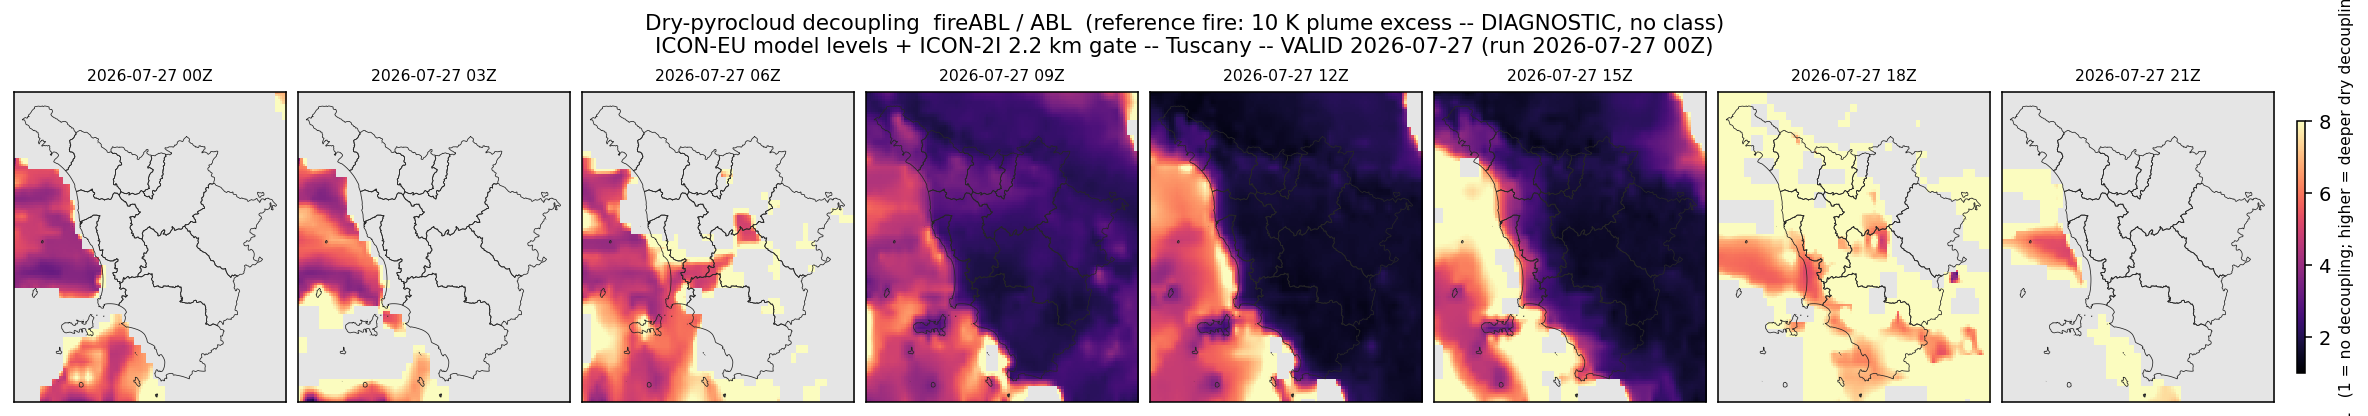 Dry-pyrocloud decoupling  fireABL / ABL  (reference fire: 10 K plume excess -- DIAGNOSTIC, no class)
ICON-EU model levels + ICON-2I 2.2 km gate -- Tuscany -- VALID 2026-07-27 (run 2026-07-27 00Z)
2026-07-27 00Z
2026-07-27 03Z
2026-07-27 06Z
2026-07-27 09Z
2026-07-27 12Z
2026-07-27 15Z
2026-07-27 18Z
2026-07-27 21Z
8
6
4
2
(1 = no decoupling; higher = deeper dry decoupling